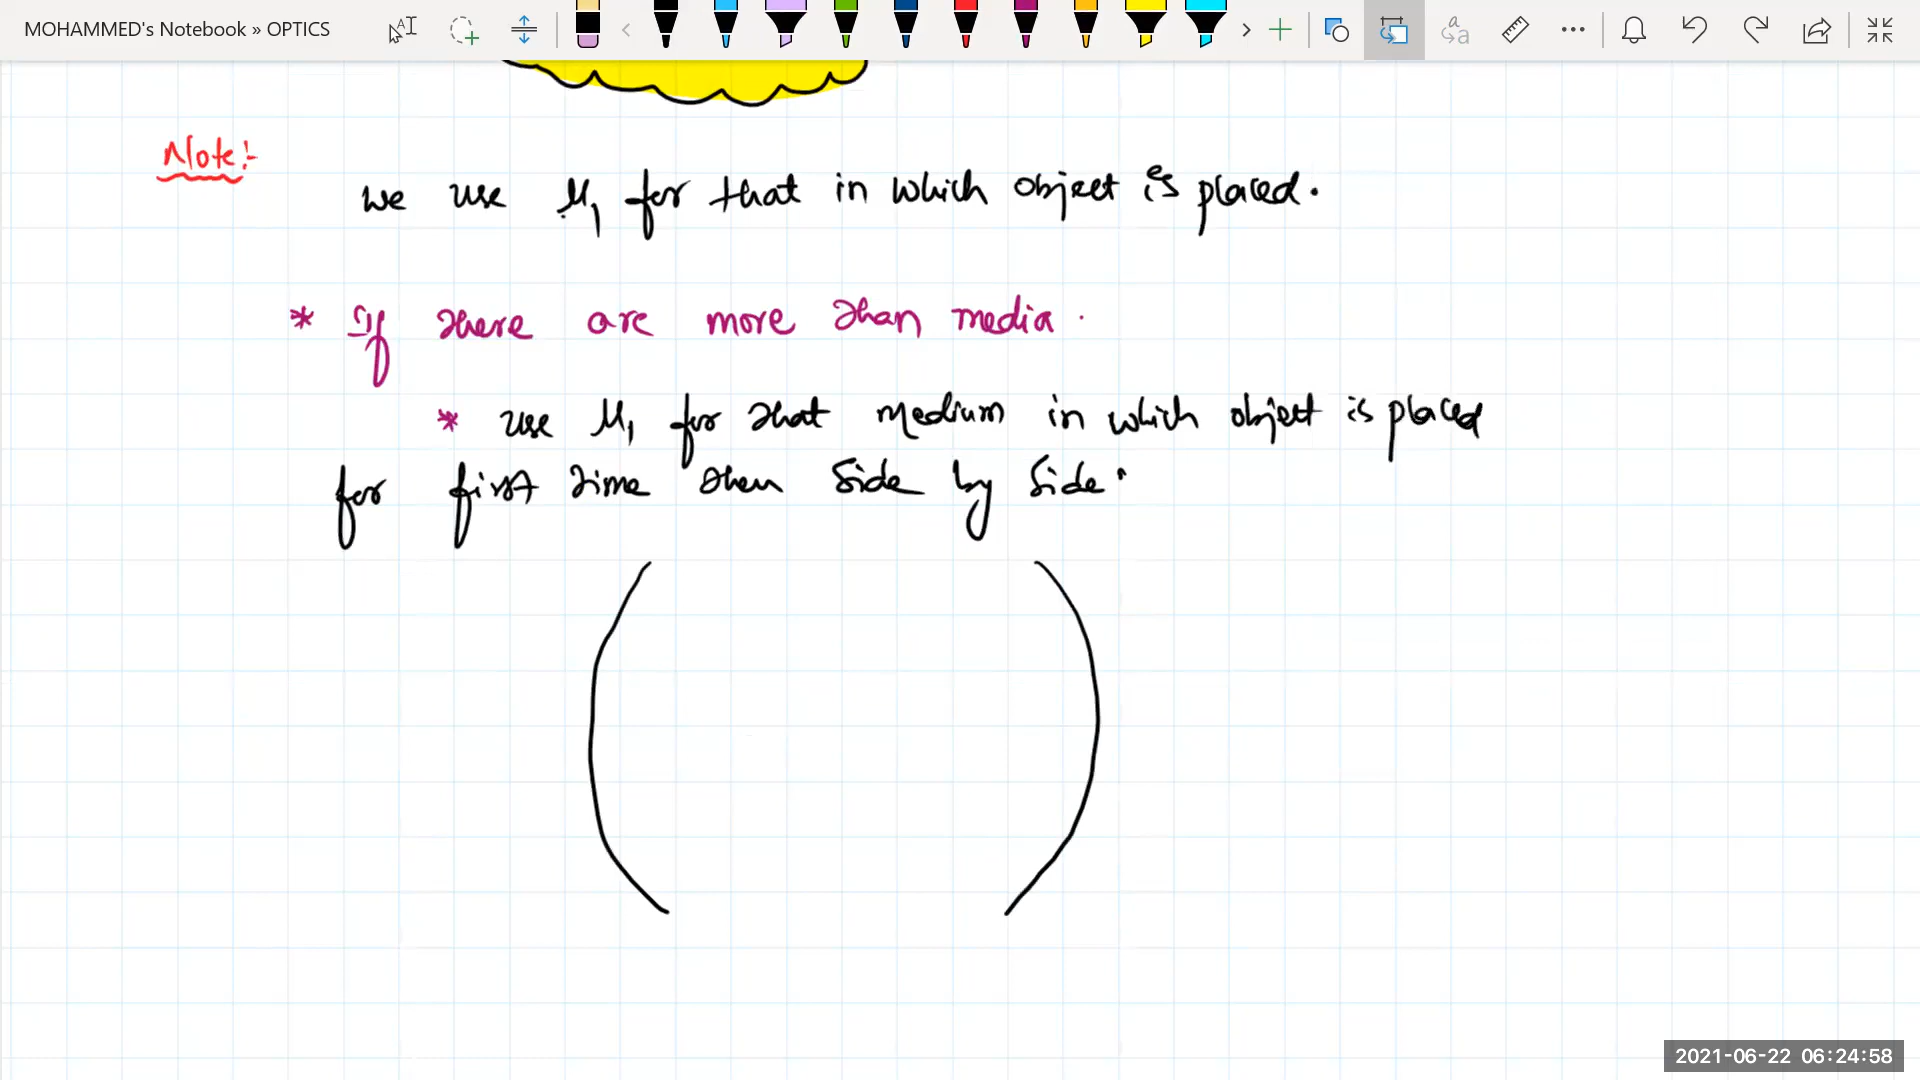 MOHAMMED's Notebook » OPTICS
Note:-
we use μ₁ for that in which object is placed.
* If there are more than media.
* use μ₁ for that medium in which object is placed
for first time then side by side.
2021-06-22 06:24:58